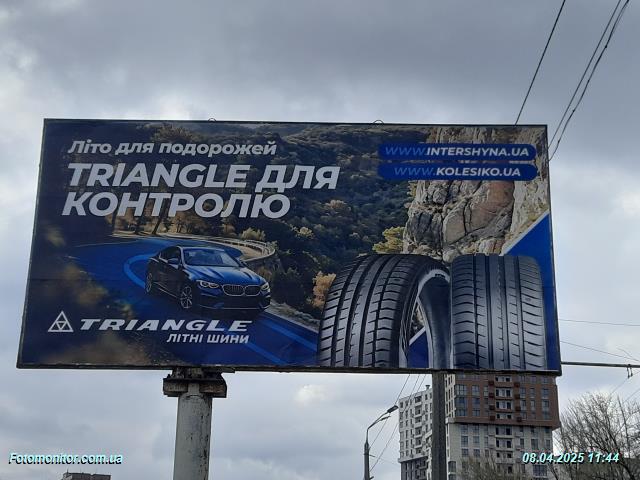 Літо для подорожей
TRIANGLE ДЛЯ
КОНТРОЛЮ
WWW.INTERSHYNA.UA
WWW.KOLESIKO.UA
TRIANGLE
ЛІТНІ ШИНИ
Fotomonitor.com.ua
08.04.2025 11:44